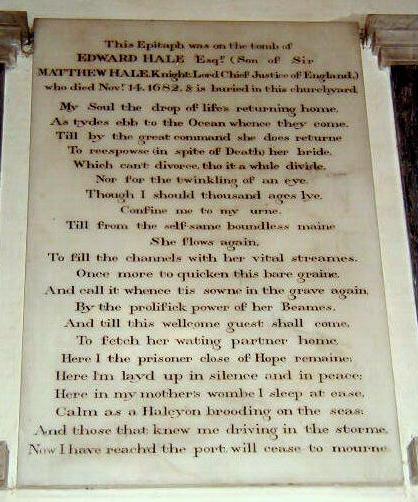 This Epitaph was on the tomb of
EDWARD HALE Esqr. (Son of Sir
MATTHEW HALE, Knight, Lord Chief Justice of England,)
who died Novr. 14. 1682, & is buried in this churchyard.
My Soul the drop of life's returning home,
As tydes ebb to the Ocean whence they come.
Till by the great command she does returne
To reespowse (in spite of Death) her bride,
Which can't divorce, tho it a while divide,
Nor for the twinkling of an eye.
Though I should thousand ages lye,
Confine me to my urne.
Till from the self-same boundless maine
She flows again,
To fill the channels with her vital streames.
Once more to quicken this bare graine,
And call it whence tis sowne in the grave again,
By the prolifick power of her Beames.
And till this wellcome guest shall come,
To fetch her wating partner home,
Here I the prisoner close of Hope remaine;
Here I'm lay'd up in silence and in peace;
Here in my mother's wombe I sleep at ease,
Calm as a Halcyon brooding on the seas:
And those that knew me driving in the storme,
Now I have reach'd the port, will cease to mourne.